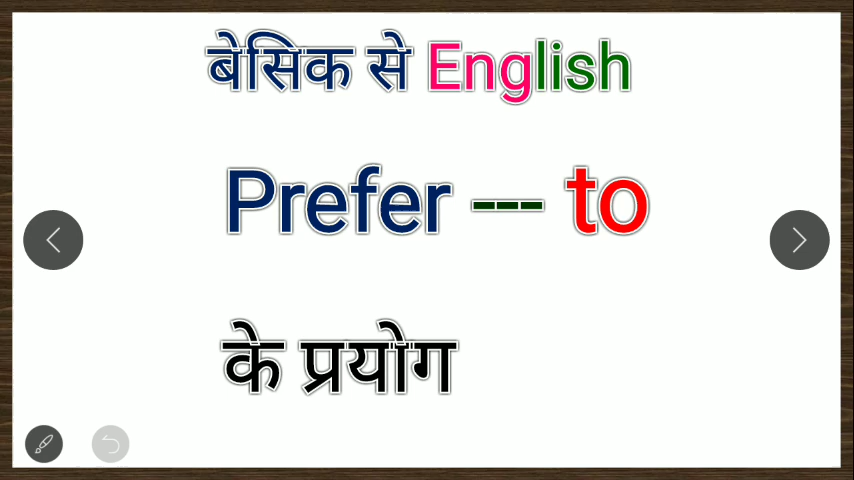 बेसिक से English
Prefer --- to
के प्रयोग